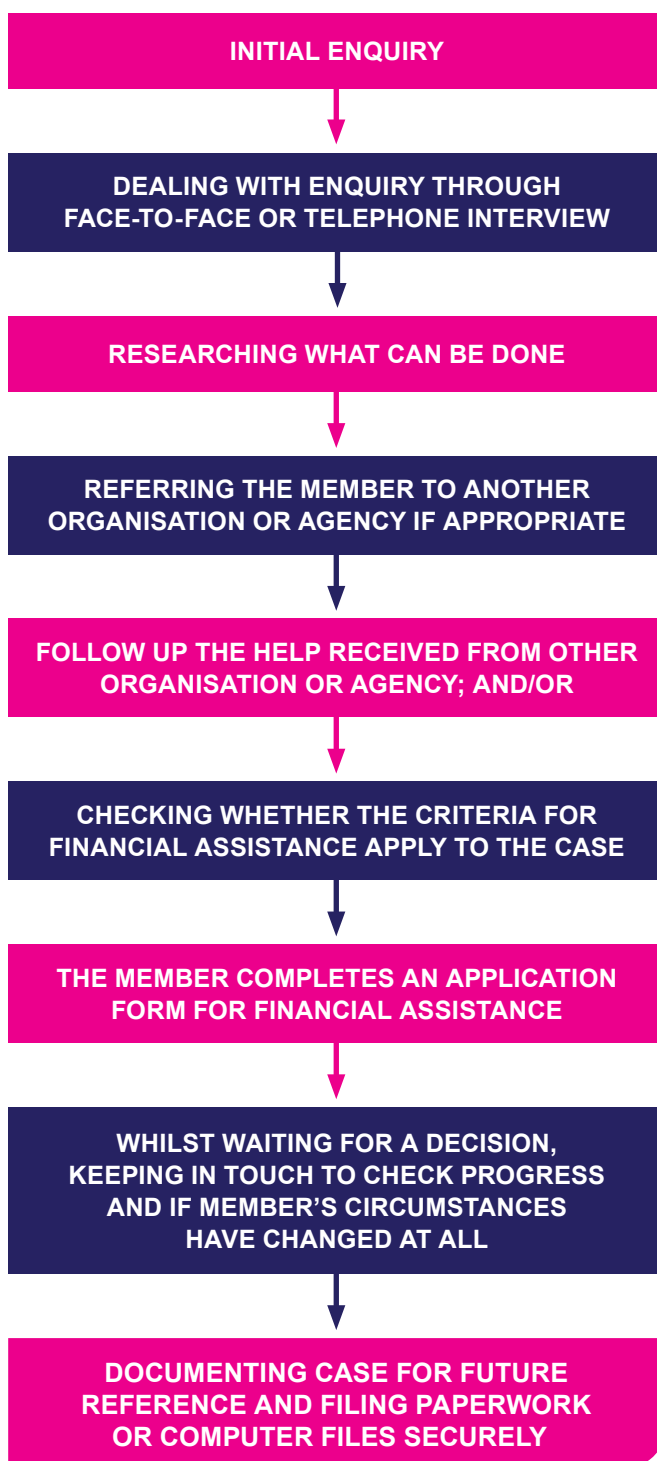 INITIAL ENQUIRY
DEALING WITH ENQUIRY THROUGH
FACE-TO-FACE OR TELEPHONE INTERVIEW
RESEARCHING WHAT CAN BE DONE
REFERRING THE MEMBER TO ANOTHER
ORGANISATION OR AGENCY IF APPROPRIATE
FOLLOW UP THE HELP RECEIVED FROM OTHER
ORGANISATION OR AGENCY; AND/OR
CHECKING WHETHER THE CRITERIA FOR
FINANCIAL ASSISTANCE APPLY TO THE CASE
THE MEMBER COMPLETES AN APPLICATION
FORM FOR FINANCIAL ASSISTANCE
WHILST WAITING FOR A DECISION,
KEEPING IN TOUCH TO CHECK PROGRESS
AND IF MEMBER’S CIRCUMSTANCES
HAVE CHANGED AT ALL
DOCUMENTING CASE FOR FUTURE
REFERENCE AND FILING PAPERWORK
OR COMPUTER FILES SECURELY